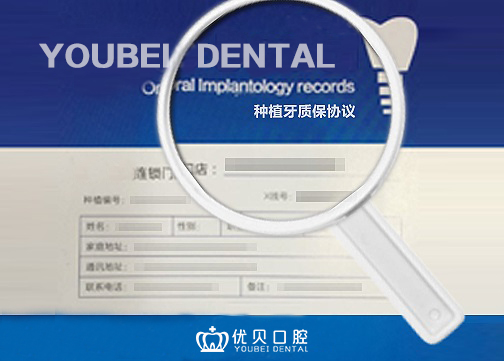 YOUBEI DENTAL
Oral Implantology records
种植牙质保协议
连锁门门店：
种植编号：
X线号：
姓名：
性别：
家庭地址：
通讯地址：
联系电话：
备注：
优贝口腔
YOUBEI DENTAL